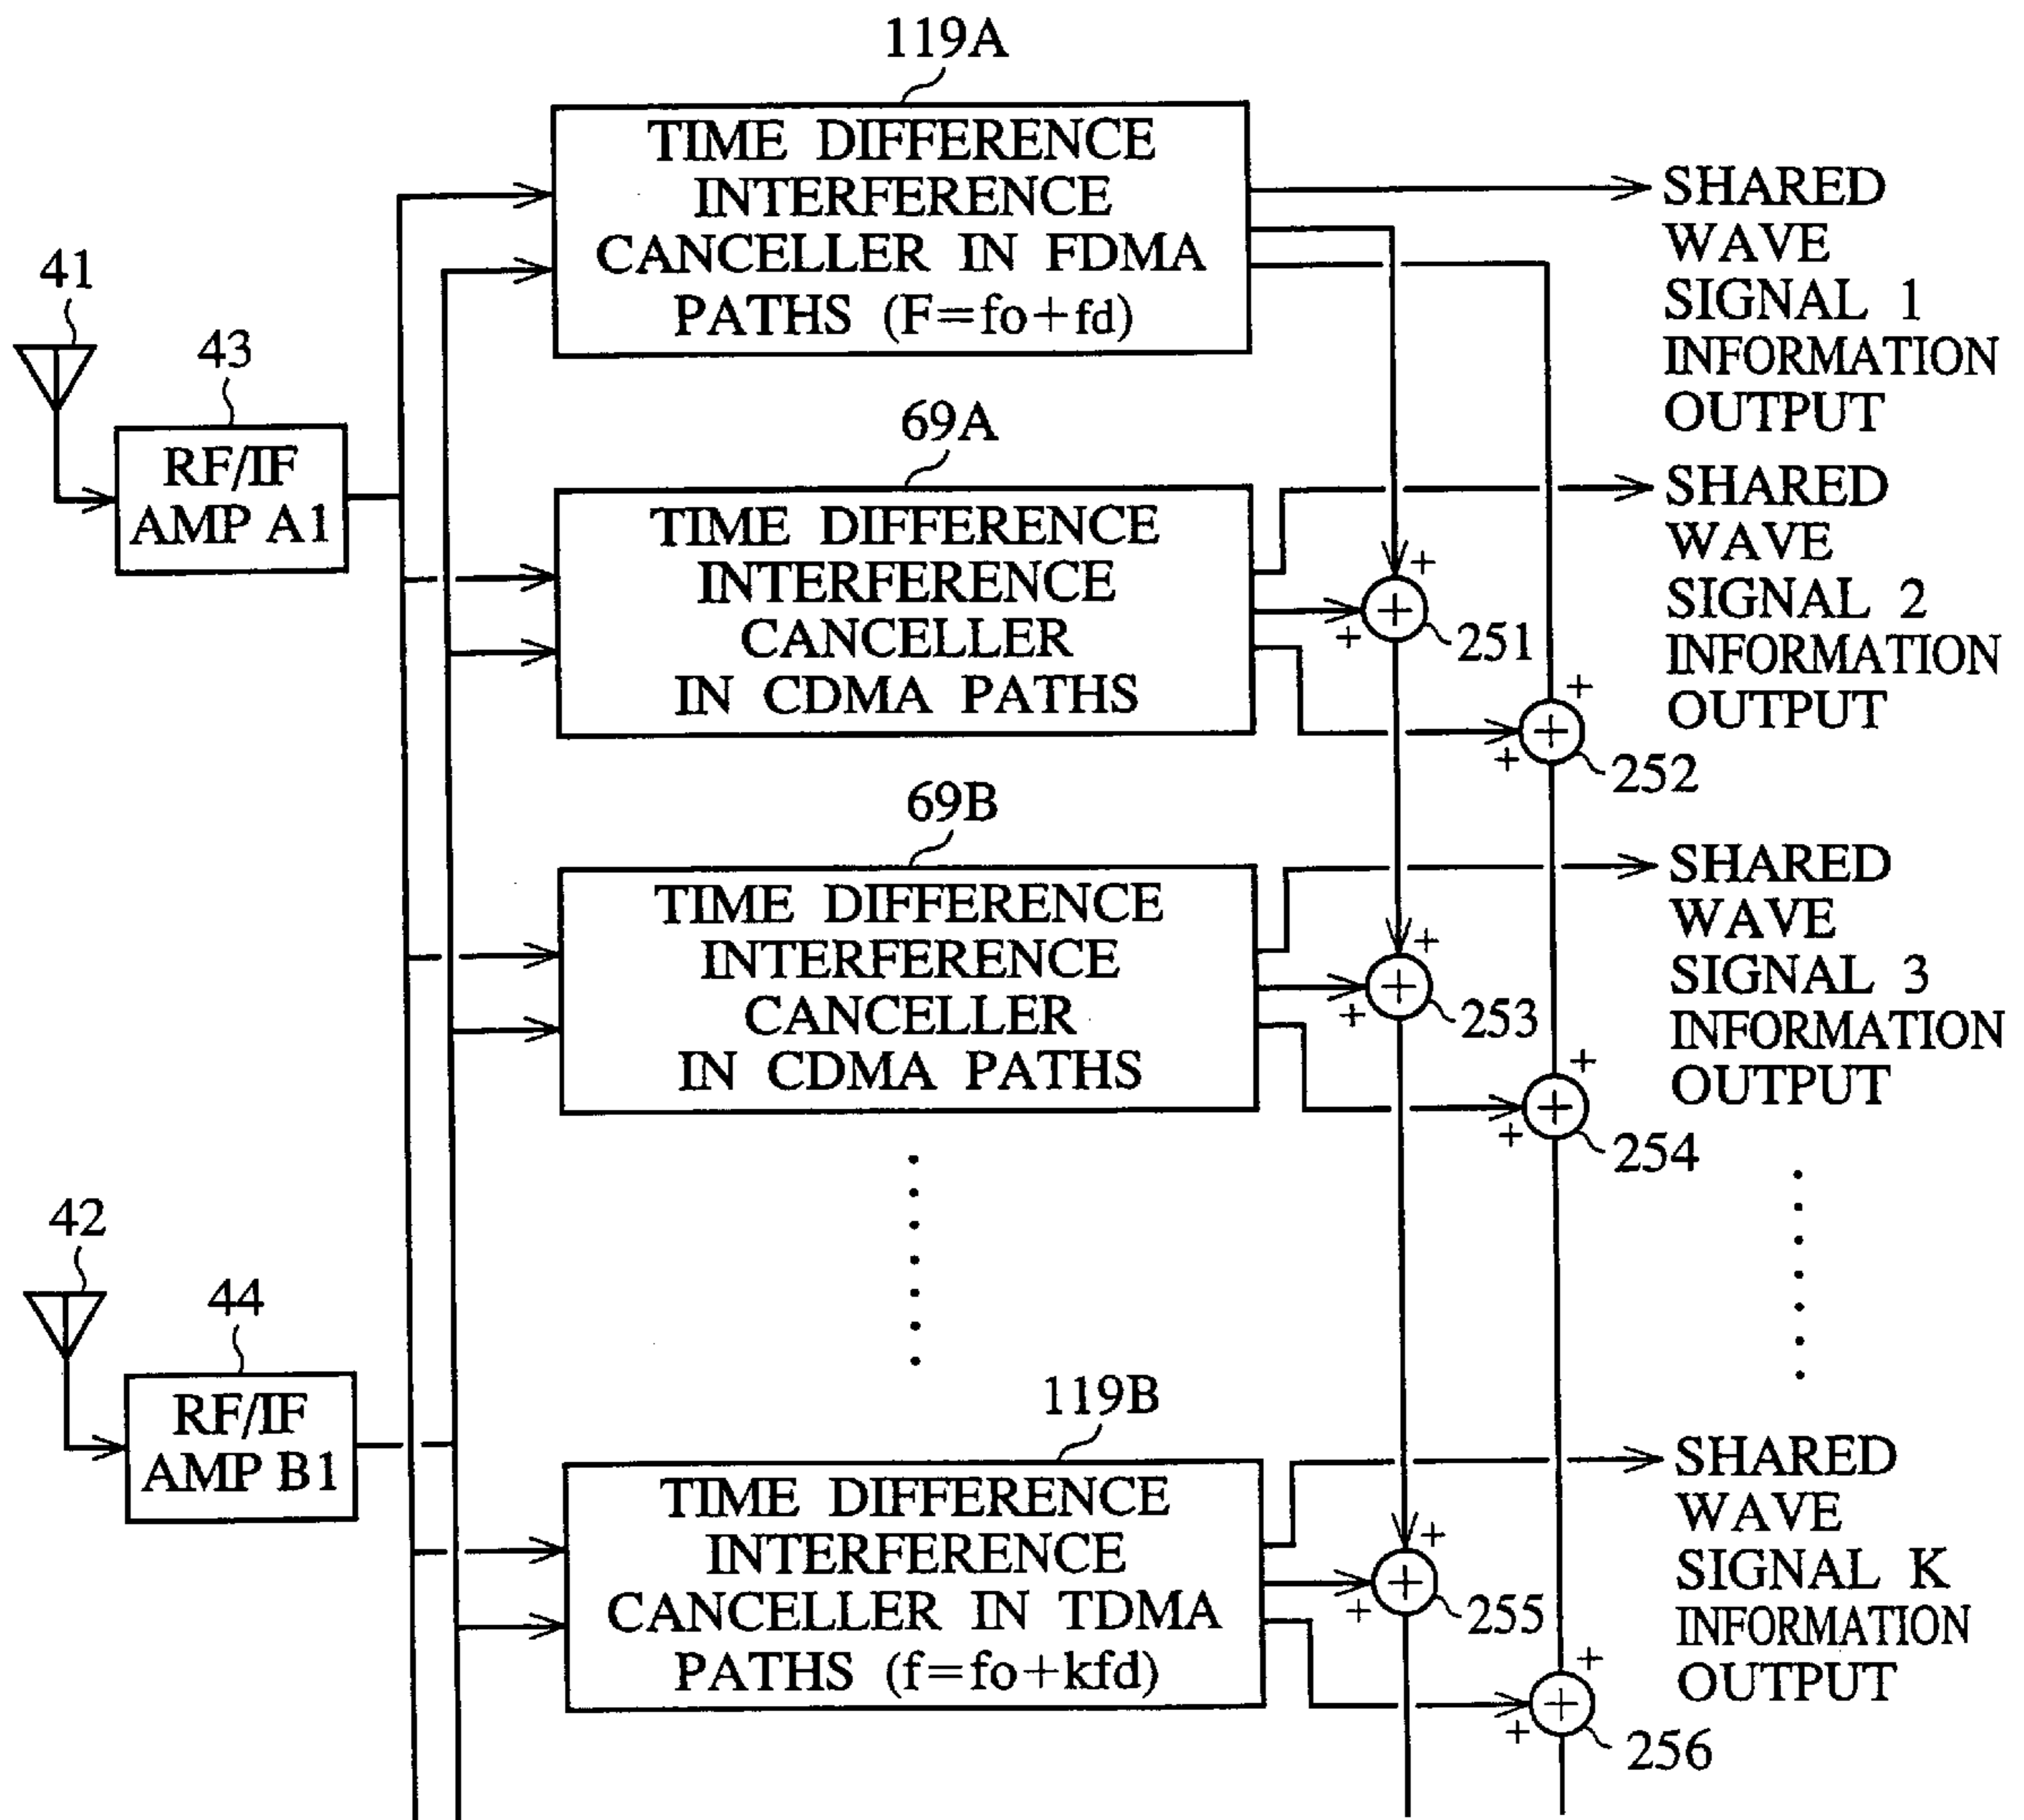 119A
TIME DIFFERENCE
INTERFERENCE
CANCELLER IN FDMA
PATHS (F=fo+fd)
SHARED
WAVE
SIGNAL 1
INFORMATION
OUTPUT
41
43
RF/IF
AMP A1
69A
TIME DIFFERENCE
INTERFERENCE
CANCELLER
IN CDMA PATHS
SHARED
WAVE
SIGNAL 2
INFORMATION
OUTPUT
+
+
+
251
+
+
+
252
69B
TIME DIFFERENCE
INTERFERENCE
CANCELLER
IN CDMA PATHS
SHARED
WAVE
SIGNAL 3
INFORMATION
OUTPUT
+
+
+
253
+
+
+
254
42
44
RF/IF
AMP B1
119B
TIME DIFFERENCE
INTERFERENCE
CANCELLER IN TDMA
PATHS (f=fo+kfd)
SHARED
WAVE
SIGNAL K
INFORMATION
OUTPUT
+
+
+
255
+
+
+
256